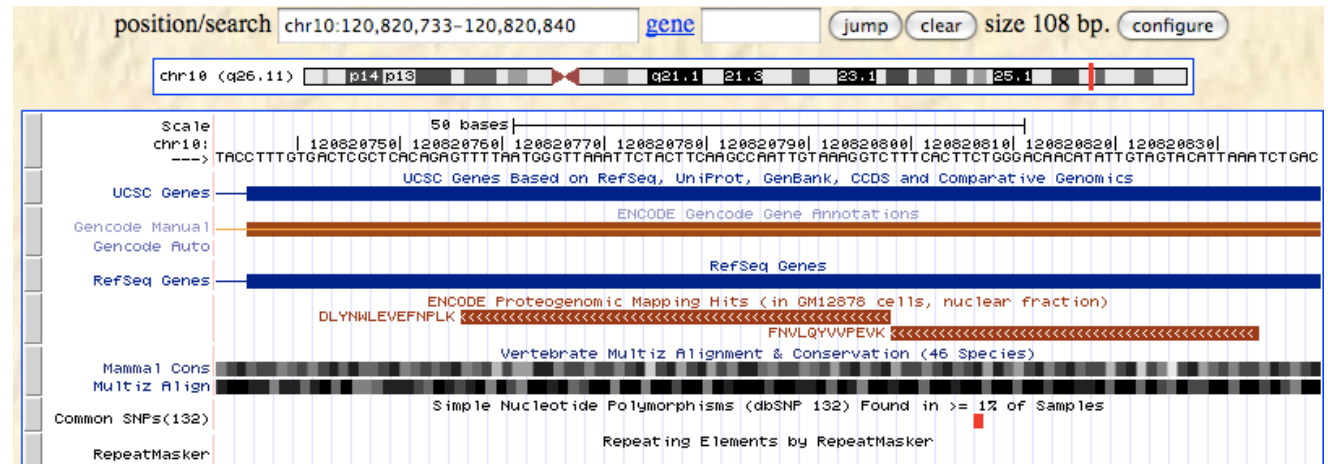 position/search chr10:120,820,733-120,820,840 gene jump clear size 108 bp. configure
chr10 (q26.11) p14 p13 q21.1 21.3 23.1 25.1
Scale 50 bases
chr10: 120820750| 120820760| 120820770| 120820780| 120820790| 120820800| 120820810| 120820820| 120820830|
---> TACCTTTGTGACTCGCTCACAGAGTTTTAATGGGTTAAATTCTACTTCAAGCCAATTGTAAAGGTCTTTCACTTCTGGGACAACATATTGTAGTACATTAAATCTGAC
UCSC Genes Based on RefSeq, UniProt, GenBank, CCDS and Comparative Genomics
UCSC Genes
ENCODE Gencode Gene Annotations
Gencode Manual
Gencode Auto
RefSeq Genes
RefSeq Genes
ENCODE Proteogenomic Mapping Hits (in GM12878 cells, nuclear fraction)
DLYNWLEVEFNPLK
FNVLQYVVPEVK
Vertebrate Multiz Alignment & Conservation (46 Species)
Mammal Cons
Multiz Align
Simple Nucleotide Polymorphisms (dbSNP 132) Found in >= 1% of Samples
Common SNPs(132)
Repeating Elements by RepeatMasker
RepeatMasker